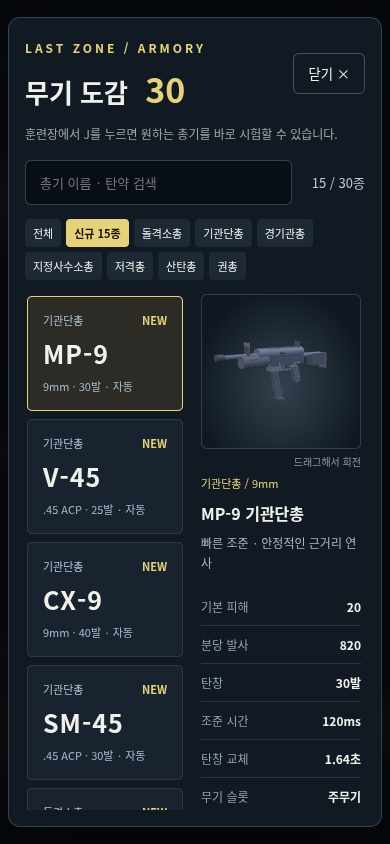 LAST ZONE / ARMORY
무기 도감 30
닫기 ×
훈련장에서 J를 누르면 원하는 총기를 바로 시험할 수 있습니다.
총기 이름 · 탄약 검색
15 / 30종
전체
신규 15종
돌격소총
기관단총
경기관총
지정사수소총
저격총
산탄총
권총
기관단총 NEW
MP-9
9mm · 30발 · 자동
기관단총 NEW
V-45
.45 ACP · 25발 · 자동
기관단총 NEW
CX-9
9mm · 40발 · 자동
기관단총 NEW
SM-45
.45 ACP · 30발 · 자동
드래그해서 회전
기관단총 / 9mm
MP-9 기관단총
빠른 조준 · 안정적인 근거리 연
사
기본 피해 20
분당 발사 820
탄창 30발
조준 시간 120ms
탄창 교체 1.64초
무기 슬롯 주무기